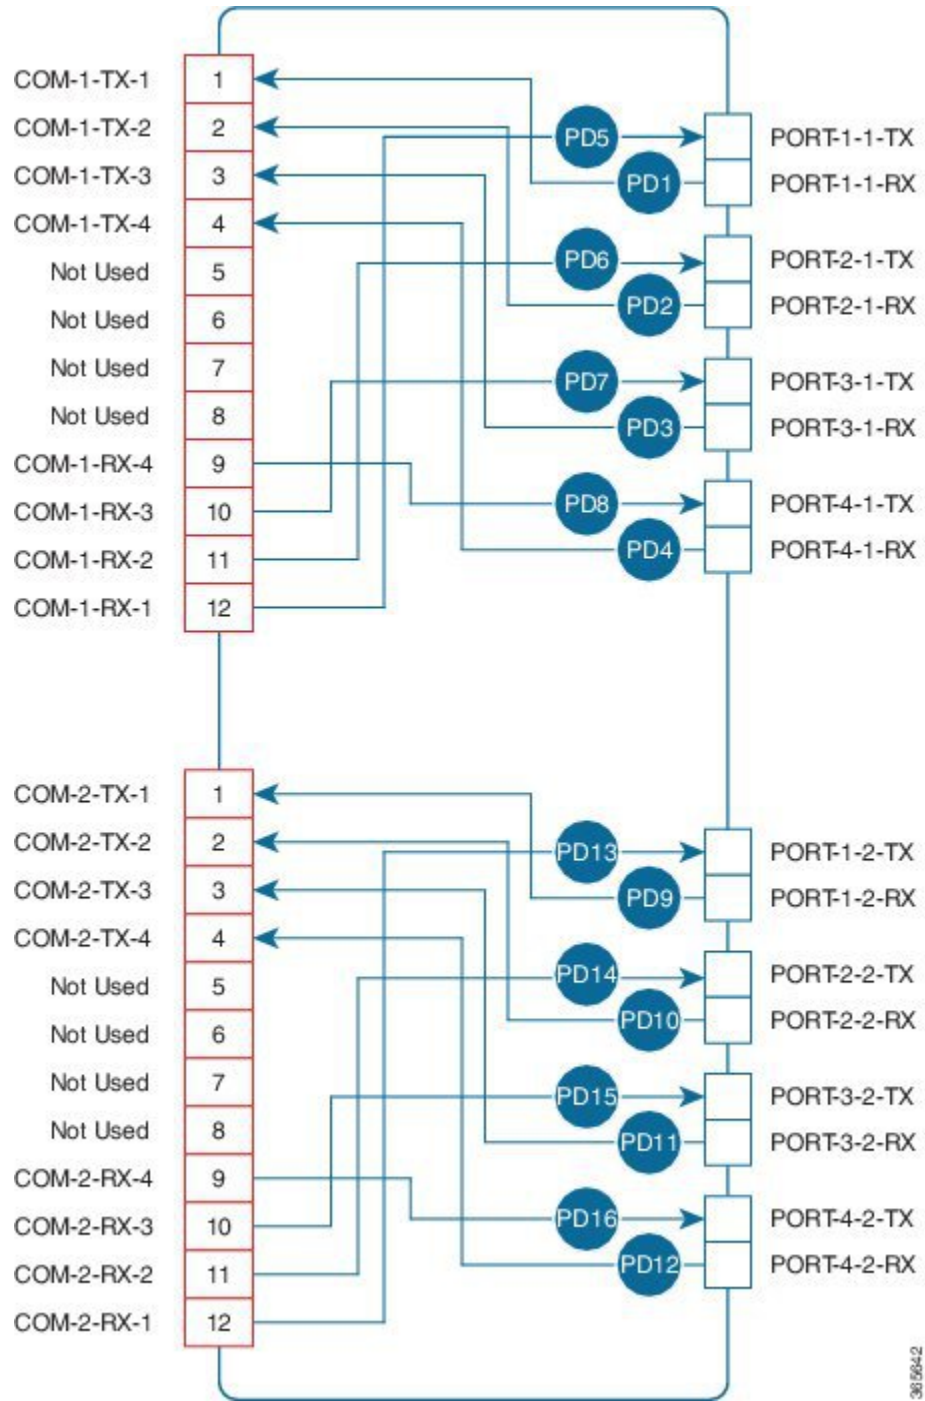 COM-1-TX-1 1
COM-1-TX-2 2 PD5 PORT-1-1-TX
COM-1-TX-3 3 PD1 PORT-1-1-RX
COM-1-TX-4 4
Not Used 5 PD6 PORT-2-1-TX
Not Used 6 PD2 PORT-2-1-RX
Not Used 7 PD7 PORT-3-1-TX
Not Used 8 PD3 PORT-3-1-RX
COM-1-RX-4 9
COM-1-RX-3 10 PD8 PORT-4-1-TX
COM-1-RX-2 11 PD4 PORT-4-1-RX
COM-1-RX-1 12
COM-2-TX-1 1
COM-2-TX-2 2 PD13 PORT-1-2-TX
COM-2-TX-3 3 PD9 PORT-1-2-RX
COM-2-TX-4 4
Not Used 5 PD14 PORT-2-2-TX
Not Used 6 PD10 PORT-2-2-RX
Not Used 7 PD15 PORT-3-2-TX
Not Used 8 PD11 PORT-3-2-RX
COM-2-RX-4 9
COM-2-RX-3 10 PD16 PORT-4-2-TX
COM-2-RX-2 11 PD12 PORT-4-2-RX
COM-2-RX-1 12
365642